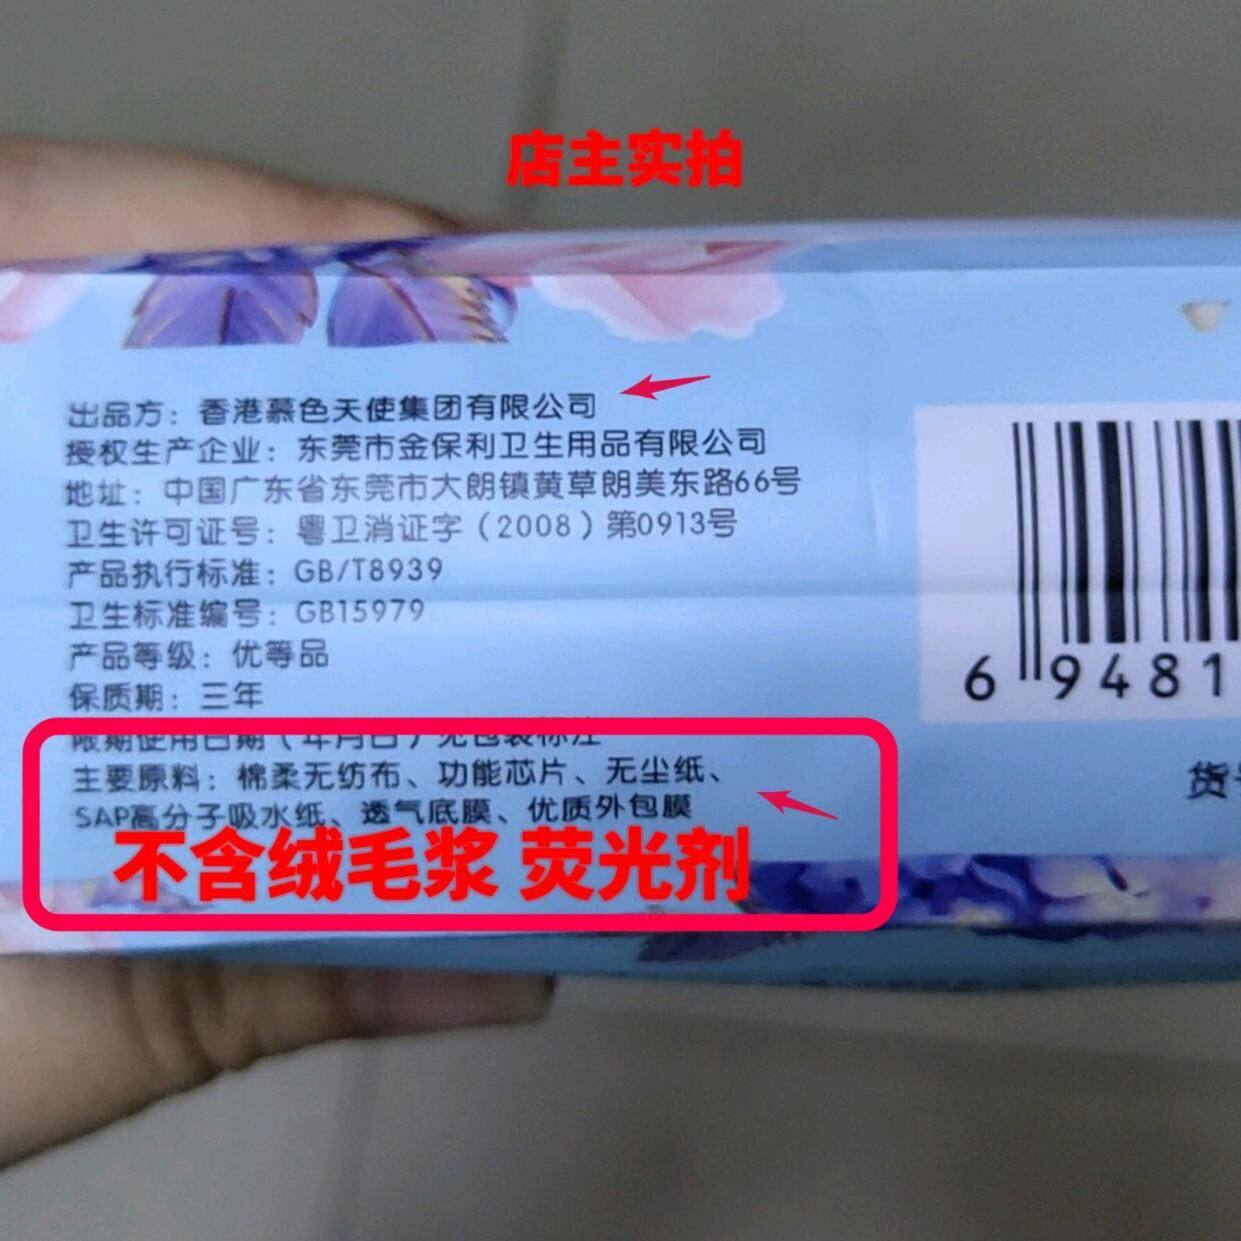 店主实拍
出品方：香港慕色天使集团有限公司
授权生产企业：东莞市金保利卫生用品有限公司
地址：中国广东省东莞市大朗镇黄草朗美东路66号
卫生许可证号：粤卫消证字（2008）第0913号
产品执行标准：GB/T8939
卫生标准编号：GB15979
产品等级：优等品
保质期：三年
限期使用日期（年月日）见包装标注
主要原料：棉柔无纺布、功能芯片、无尘纸、
SAP高分子吸水纸、透气底膜、优质外包膜
不含绒毛浆 荧光剂
6 9481
货号